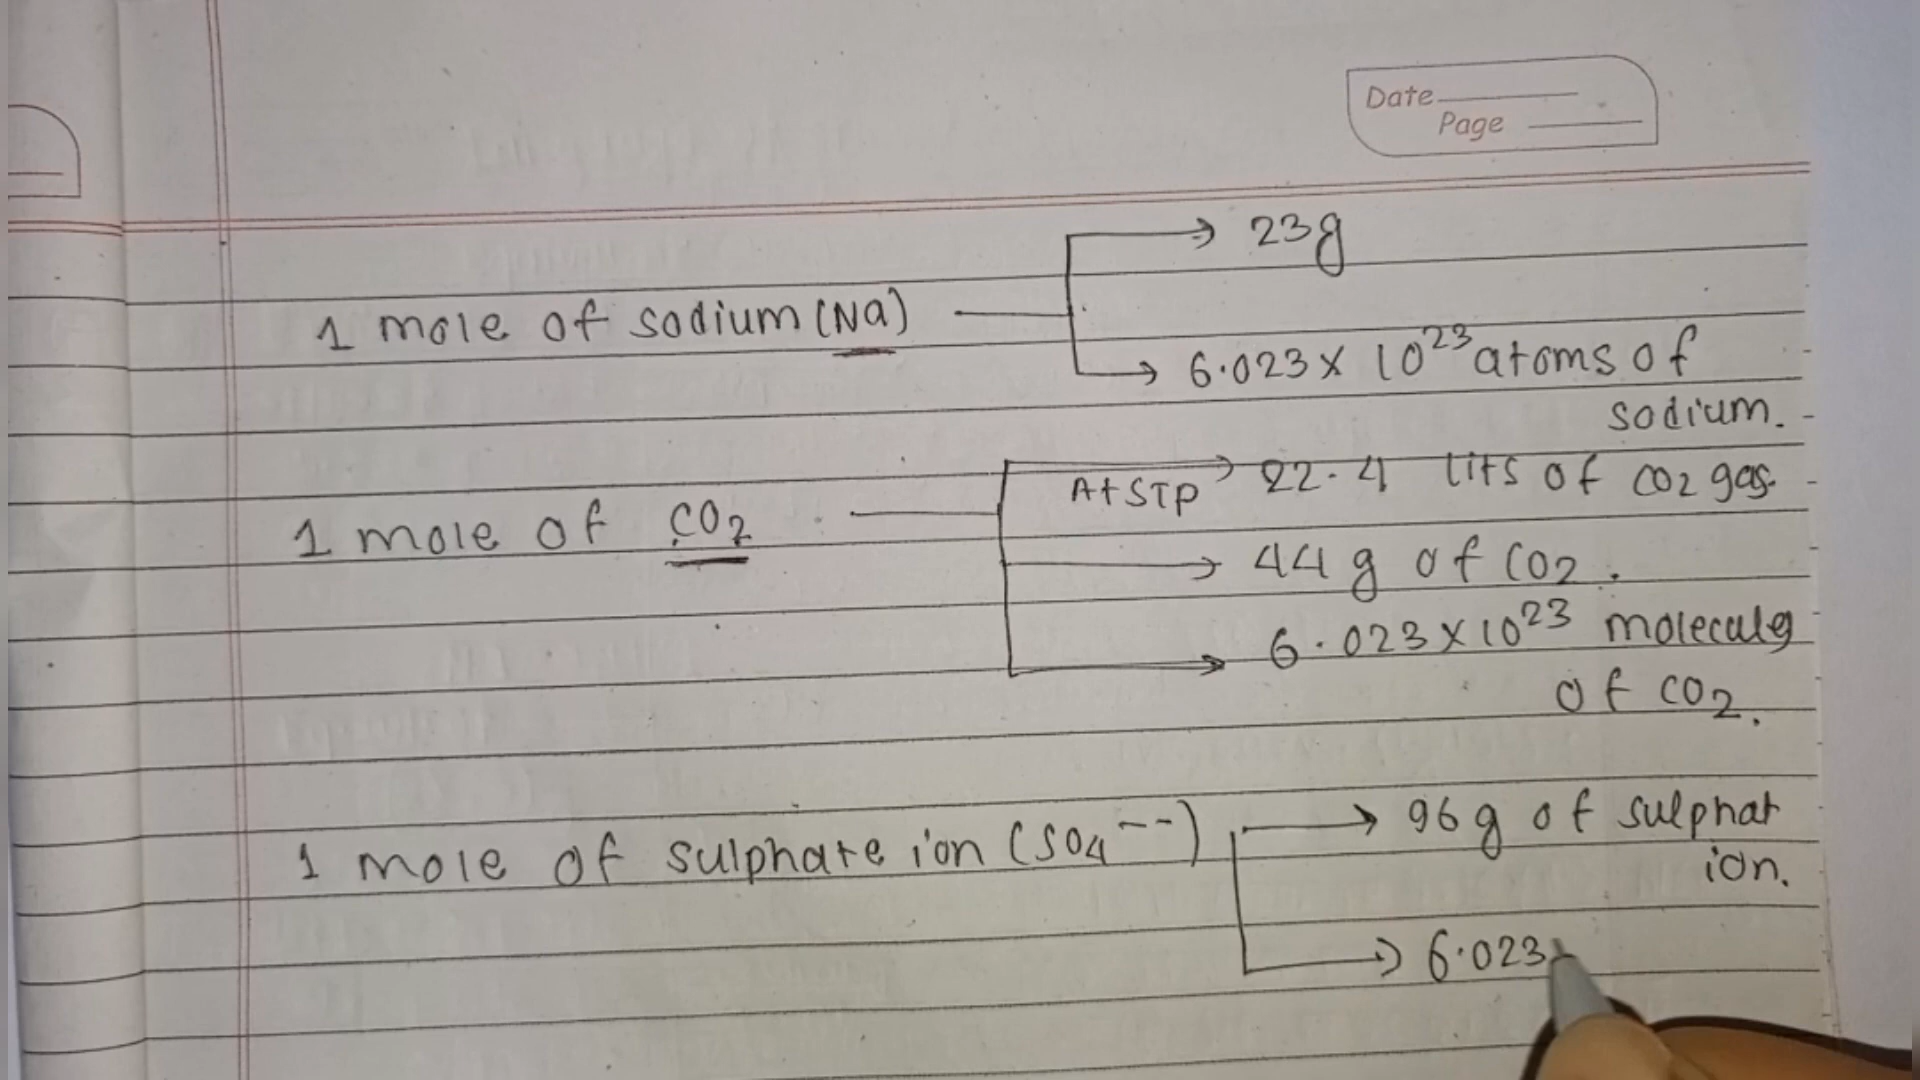 Date
Page
23g
1 mole of sodium (Na)
6.023 x 10²³ atoms of
sodium.
At STP 22.4 lits of CO2 gas.
1 mole of CO2
44 g of CO2.
6.023 x 10²³ molecules
of CO2.
96 g of sulphat
1 mole of sulphate ion (SO4--)
ion.
6.023x